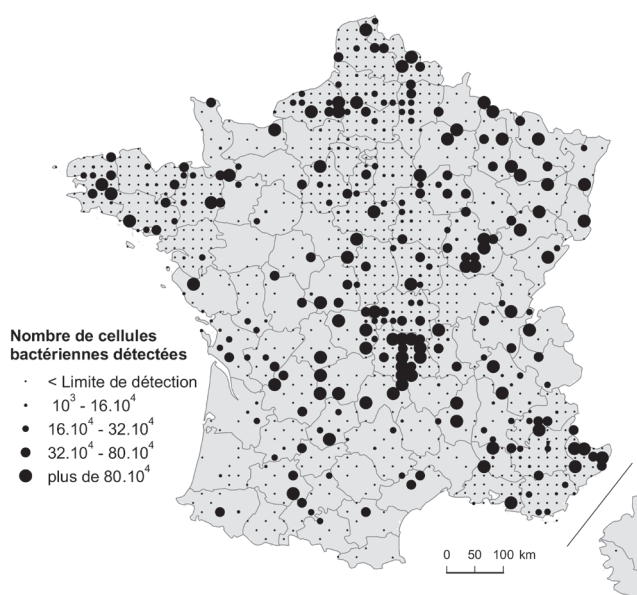 Nombre de cellules
bactériennes détectées
< Limite de détection
10³ - 16.10⁴
16.10⁴ - 32.10⁴
32.10⁴ - 80.10⁴
plus de 80.10⁴
0 50 100 km